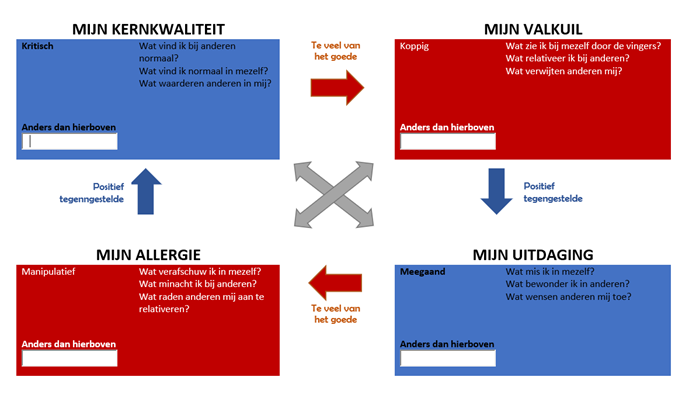 MIJN KERNKWALITEIT
Kritisch
Wat vind ik bij anderen
normaal?
Wat vind ik normaal in mezelf?
Wat waarderen anderen in mij?
Anders dan hierboven
Te veel van
het goede
MIJN VALKUIL
Koppig
Wat zie ik bij mezelf door de vingers?
Wat relativeer ik bij anderen?
Wat verwijten anderen mij?
Anders dan hierboven
Positief
tegenngestelde
Positief
tegengestelde
MIJN ALLERGIE
Manipulatief
Wat verafschuw ik in mezelf?
Wat minacht ik bij anderen?
Wat raden anderen mij aan te
relativeren?
Anders dan hierboven
Te veel van
het goede
MIJN UITDAGING
Meegaand
Wat mis ik in mezelf?
Wat bewonder ik in anderen?
Wat wensen anderen mij toe?
Anders dan hierboven